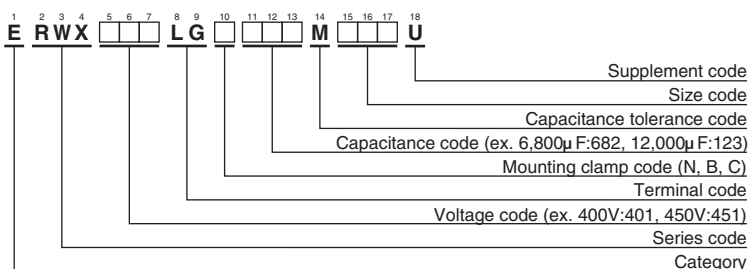 1 2 3 4 5 6 7 8 9 10 11 12 13 14 15 16 17 18
E RWX □□□ LG □ □□□ M □□□ U
Supplement code
Size code
Capacitance tolerance code
Capacitance code (ex. 6,800μF:682, 12,000μF:123)
Mounting clamp code (N, B, C)
Terminal code
Voltage code (ex. 400V:401, 450V:451)
Series code
Category